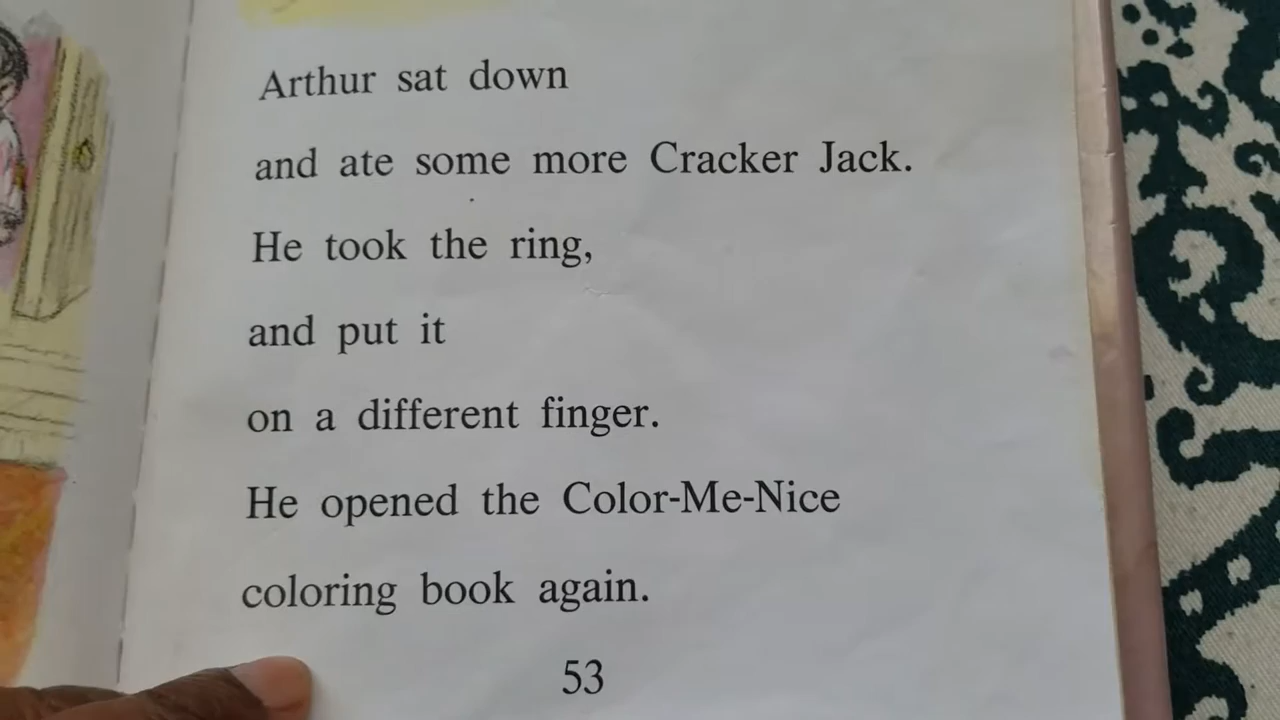 Arthur sat down
and ate some more Cracker Jack.
He took the ring,
and put it
on a different finger.
He opened the Color-Me-Nice
coloring book again.
53